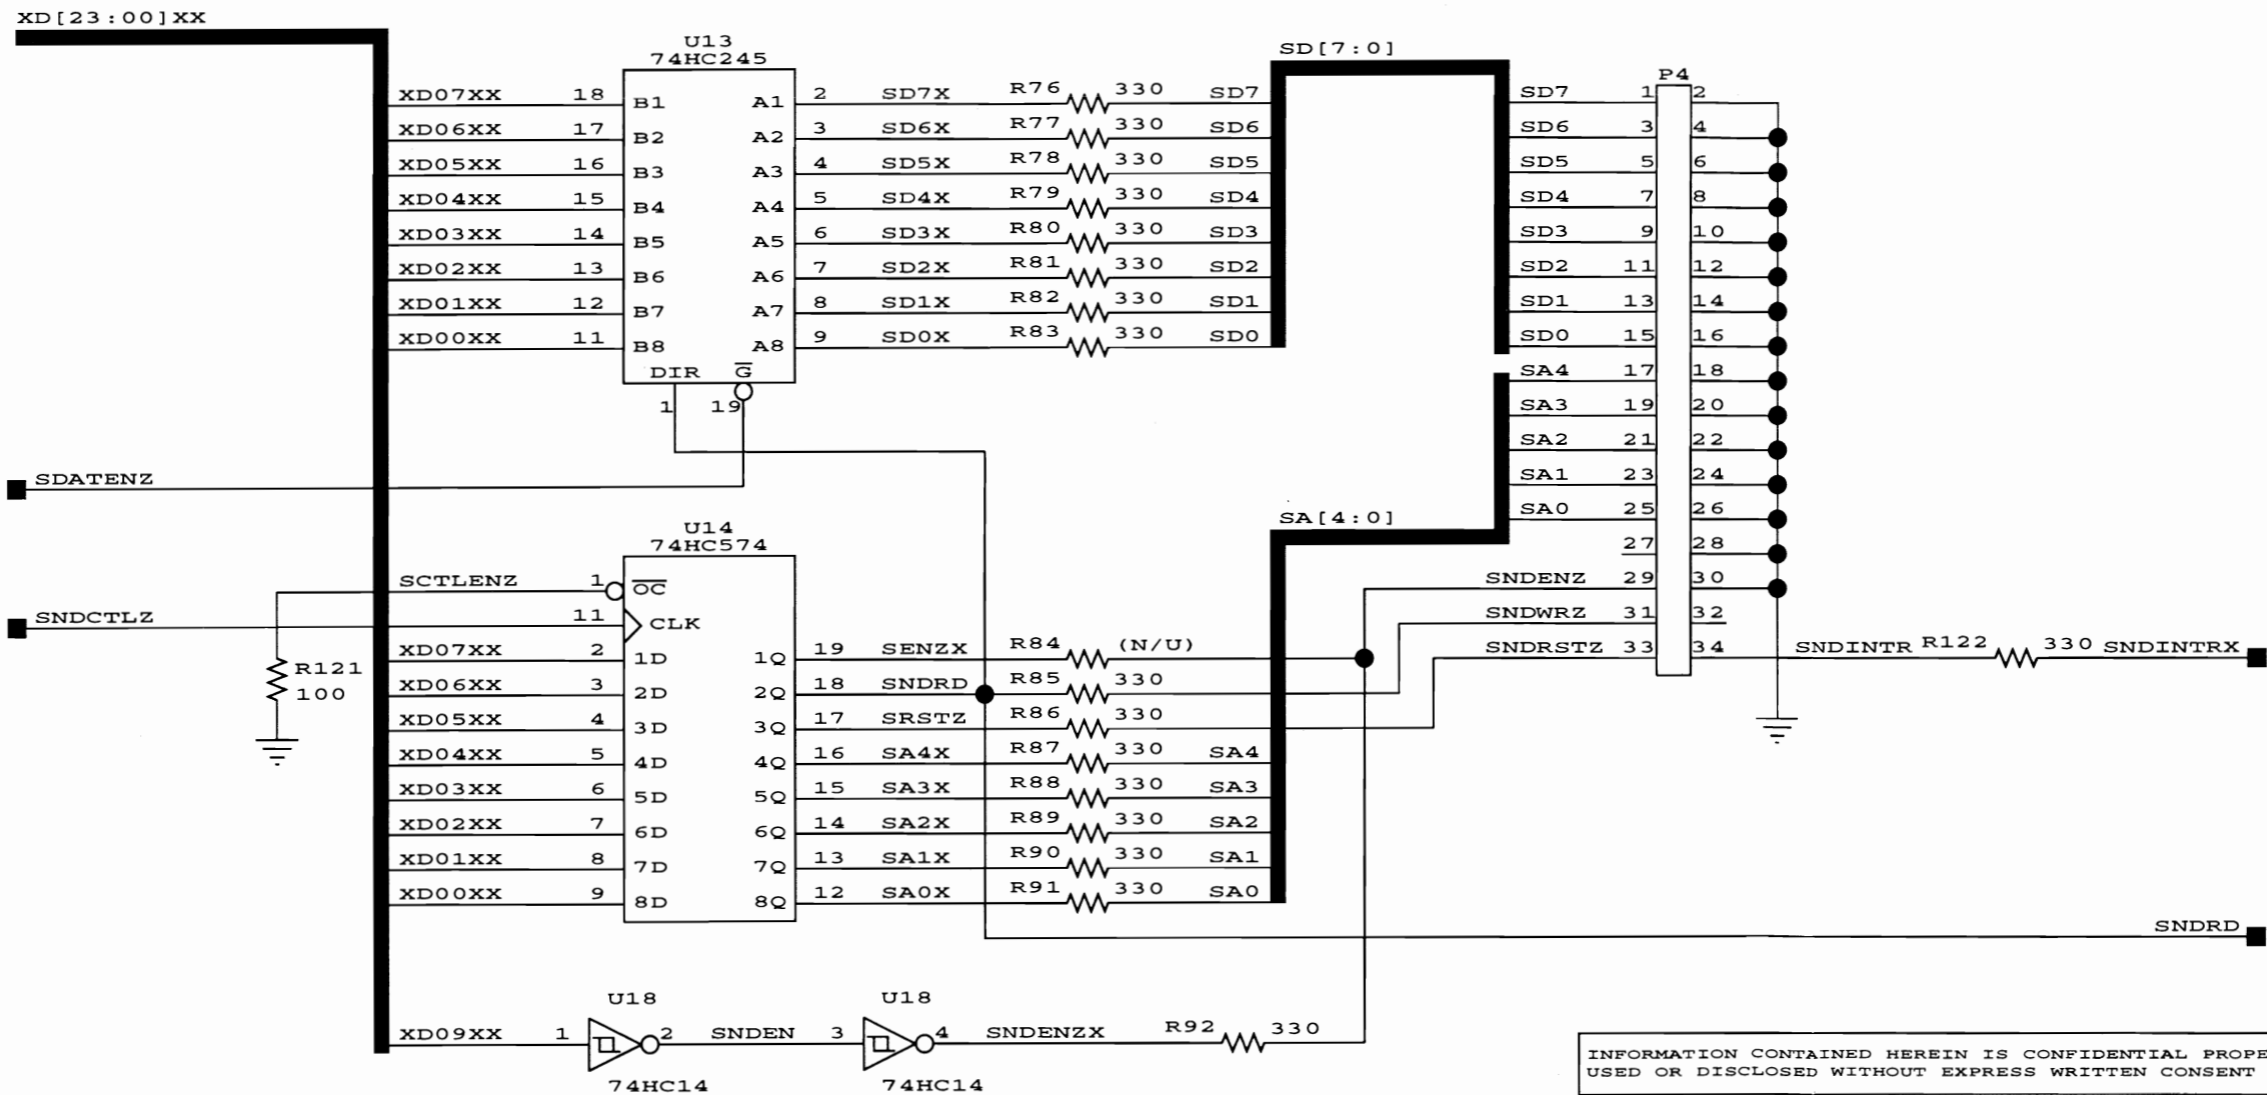 XD[23:00]XX
U13
74HC245
SD[7:0]
P4
XD07XX 18 B1 A1 2 SD7X R76 330 SD7 SD7 1 2
XD06XX 17 B2 A2 3 SD6X R77 330 SD6 SD6 3 4
XD05XX 16 B3 A3 4 SD5X R78 330 SD5 SD5 5 6
XD04XX 15 B4 A4 5 SD4X R79 330 SD4 SD4 7 8
XD03XX 14 B5 A5 6 SD3X R80 330 SD3 SD3 9 10
XD02XX 13 B6 A6 7 SD2X R81 330 SD2 SD2 11 12
XD01XX 12 B7 A7 8 SD1X R82 330 SD1 SD1 13 14
XD00XX 11 B8 A8 9 SD0X R83 330 SD0 SD0 15 16
DIR G SA4 17 18
1 19 SA3 19 20
SA2 21 22
SDATENZ SA1 23 24
SA[4:0] SA0 25 26
U14
74HC574
27 28
SCTLENZ 1 OC SNDENZ 29 30
SNDCTLZ 11 CLK SNDWRZ 31 32
XD07XX 2 1D 1Q 19 SENZX R84 (N/U) SNDRSTZ 33 34 SNDINTR R122 330 SNDINTRX
R121
100
XD06XX 3 2D 2Q 18 SNDRD R85 330
XD05XX 4 3D 3Q 17 SRSTZ R86 330
XD04XX 5 4D 4Q 16 SA4X R87 330 SA4
XD03XX 6 5D 5Q 15 SA3X R88 330 SA3
XD02XX 7 6D 6Q 14 SA2X R89 330 SA2
XD01XX 8 7D 7Q 13 SA1X R90 330 SA1
XD00XX 9 8D 8Q 12 SA0X R91 330 SA0
SNDRD
U18 U18
XD09XX 1 2 SNDEN 3 4 SNDENZX R92 330
74HC14 74HC14
INFORMATION CONTAINED HEREIN IS CONFIDENTIAL PROPE
USED OR DISCLOSED WITHOUT EXPRESS WRITTEN CONSENT